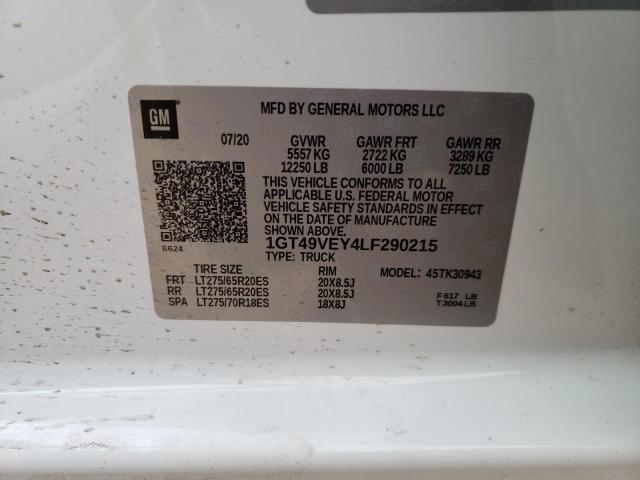 GM
MFD BY GENERAL MOTORS LLC
07/20 GVWR GAWR FRT GAWR RR
5557 KG 2722 KG 3289 KG
12250 LB 6000 LB 7250 LB
THIS VEHICLE CONFORMS TO ALL
APPLICABLE U.S. FEDERAL MOTOR
VEHICLE SAFETY STANDARDS IN EFFECT
ON THE DATE OF MANUFACTURE
SHOWN ABOVE.
8624
1GT49VEY4LF290215
TYPE: TRUCK
TIRE SIZE RIM MODEL: 45TK30943
FRT LT275/65R20ES 20X8.5J
RR LT275/65R20ES 20X8.5J F 617 LB
SPA LT275/70R18ES 18X8J T 3004 LB